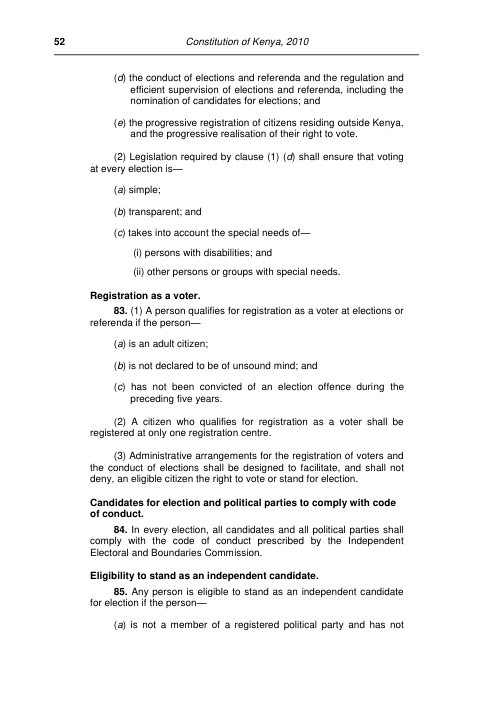 52 Constitution of Kenya, 2010
(d) the conduct of elections and referenda and the regulation and
efficient supervision of elections and referenda, including the
nomination of candidates for elections; and
(e) the progressive registration of citizens residing outside Kenya,
and the progressive realisation of their right to vote.
(2) Legislation required by clause (1) (d) shall ensure that voting
at every election is—
(a) simple;
(b) transparent; and
(c) takes into account the special needs of—
(i) persons with disabilities; and
(ii) other persons or groups with special needs.
Registration as a voter.
83. (1) A person qualifies for registration as a voter at elections or
referenda if the person—
(a) is an adult citizen;
(b) is not declared to be of unsound mind; and
(c) has not been convicted of an election offence during the
preceding five years.
(2) A citizen who qualifies for registration as a voter shall be
registered at only one registration centre.
(3) Administrative arrangements for the registration of voters and
the conduct of elections shall be designed to facilitate, and shall not
deny, an eligible citizen the right to vote or stand for election.
Candidates for election and political parties to comply with code
of conduct.
84. In every election, all candidates and all political parties shall
comply with the code of conduct prescribed by the Independent
Electoral and Boundaries Commission.
Eligibility to stand as an independent candidate.
85. Any person is eligible to stand as an independent candidate
for election if the person—
(a) is not a member of a registered political party and has not